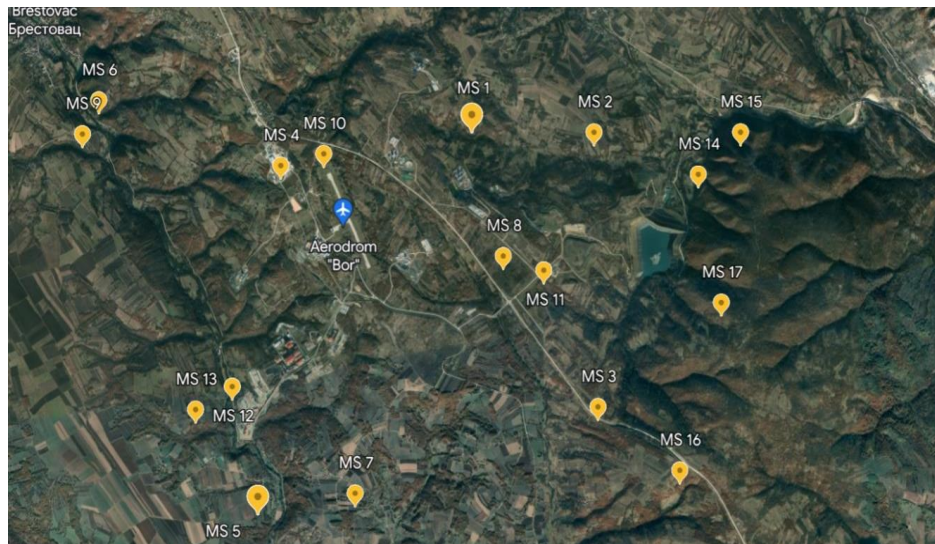 Brestovac
Брестовац
MS 6
MS 9
MS 4
MS 10
MS 1
MS 2
MS 15
MS 14
Aerodrom
"Bor"
MS 8
MS 11
MS 17
MS 13
MS 12
MS 3
MS 16
MS 7
MS 5